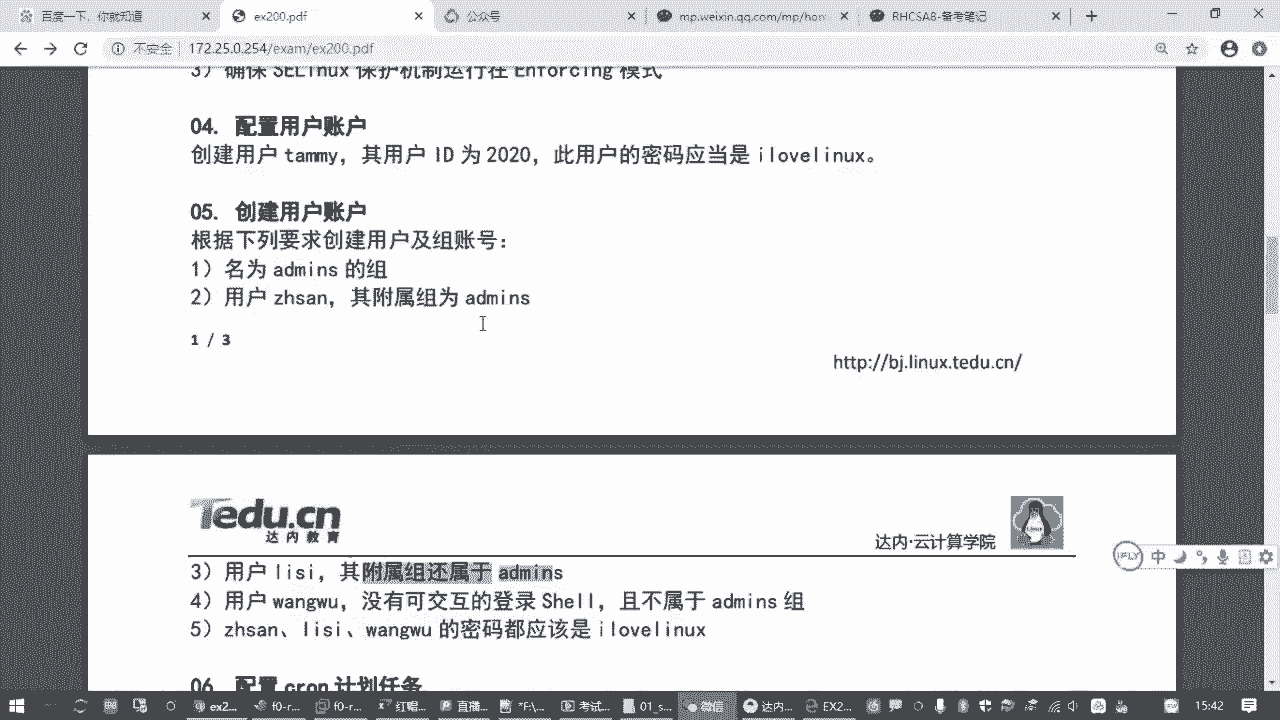 百度一下，你就知道
ex200.pdf
公众号
mp.weixin.qq.com/mp/hom
RHCSA8-备考笔记
不安全 | 172.25.0.254/exam/ex200.pdf
3) 确保 SELinux 保护机制运行在 Enforcing 模式
04. 配置用户账户
创建用户 tammy，其用户 ID 为 2020，此用户的密码应当是 ilovelinux。
05. 创建用户账户
根据下列要求创建用户及组账号：
1) 名为 admins 的组
2) 用户 zhsan，其附属组为 admins
1 / 3
http://bj.linux.tedu.cn/
Tedu.cn
达内教育
达内·云计算学院
3) 用户 lisi，其附属组还属于 admins
4) 用户 wangwu，没有可交互的登录 Shell，且不属于 admins 组
5) zhsan、lisi、wangwu 的密码都应该是 ilovelinux
iFLY 中
06. 配置 cron 计划任务
ex2...
f0-r...
f0-r...
红帽...
直播...
*F:\...
考试...
01_s...
微信
达内...
EX2...
15:42